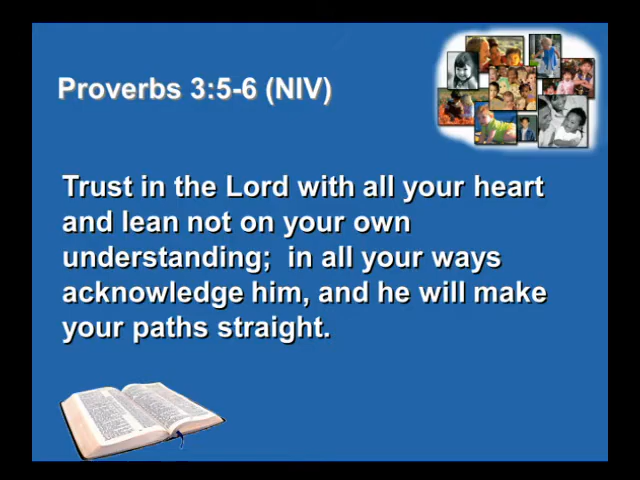 Proverbs 3:5-6 (NIV)
Trust in the Lord with all your heart
and lean not on your own
understanding;  in all your ways
acknowledge him, and he will make
your paths straight.